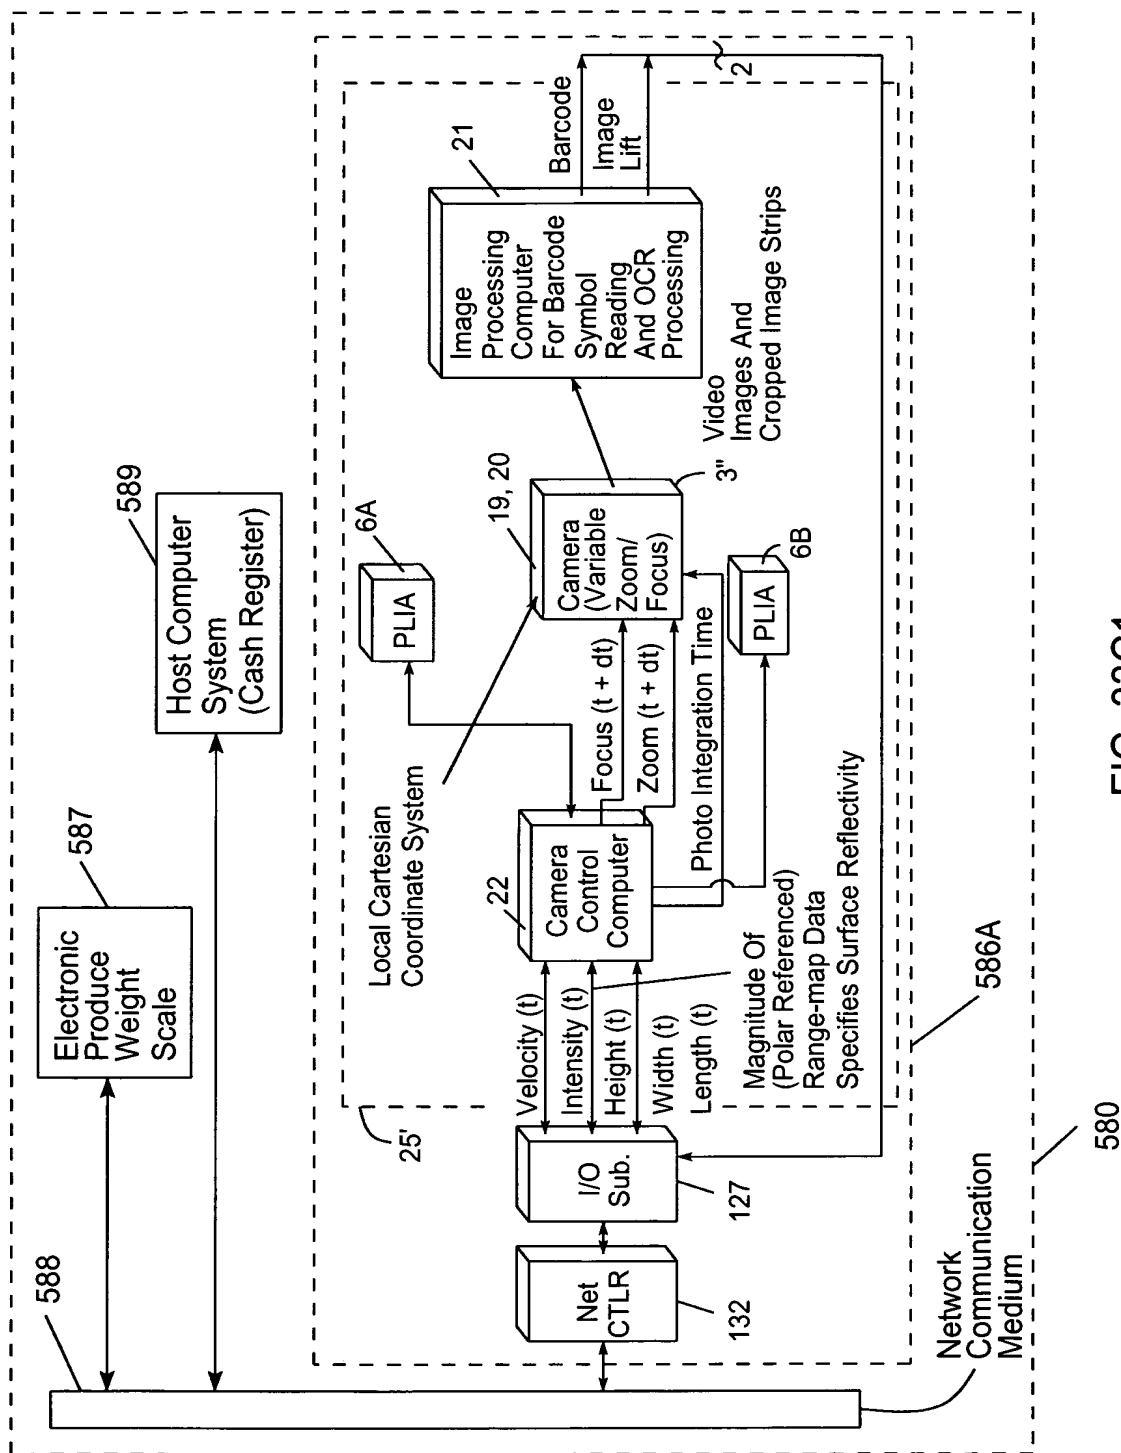 588
587
Electronic
Produce
Weight
Scale
589
Host Computer
System
(Cash Register)
25'
Local Cartesian
Coordinate System
6A
PLIA
19, 20
Camera
(Variable
Zoom/
Focus)
3"
21
Image
Processing
Computer
For Barcode
Symbol
Reading
And OCR
Processing
Barcode
Image
Lift
2
Video
Images And
Cropped Image Strips
22
Camera
Control
Computer
Focus (t + dt)
Zoom (t + dt)
Photo Integration Time
6B
PLIA
Velocity (t)
Intensity (t)
Height (t)
Width (t)
Length (t)
Magnitude Of
(Polar Referenced)
Range-map Data
Specifies Surface Reflectivity
I/O
Sub.
127
Net
CTLR
132
586A
Network
Communication
Medium
580
FIG.